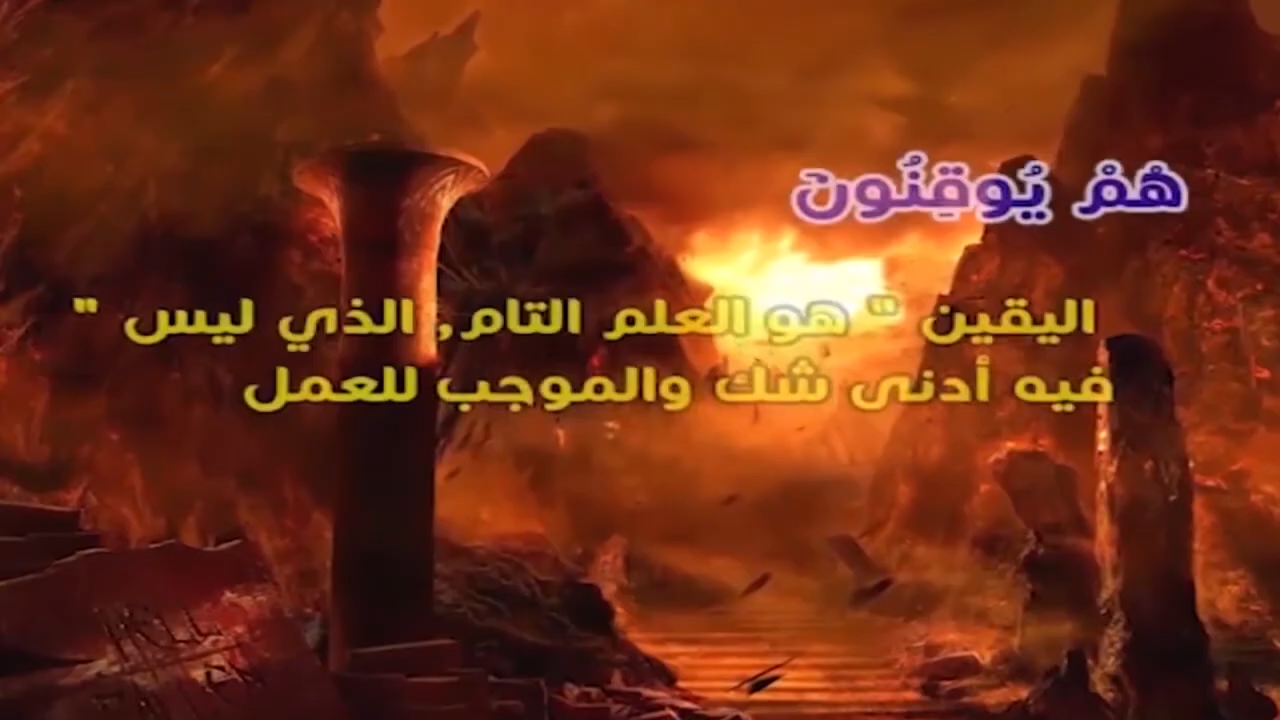 هُمْ يُوقِنُونَ
اليقين " هو العلم التام, الذي ليس "
فيه أدنى شك والموجب للعمل